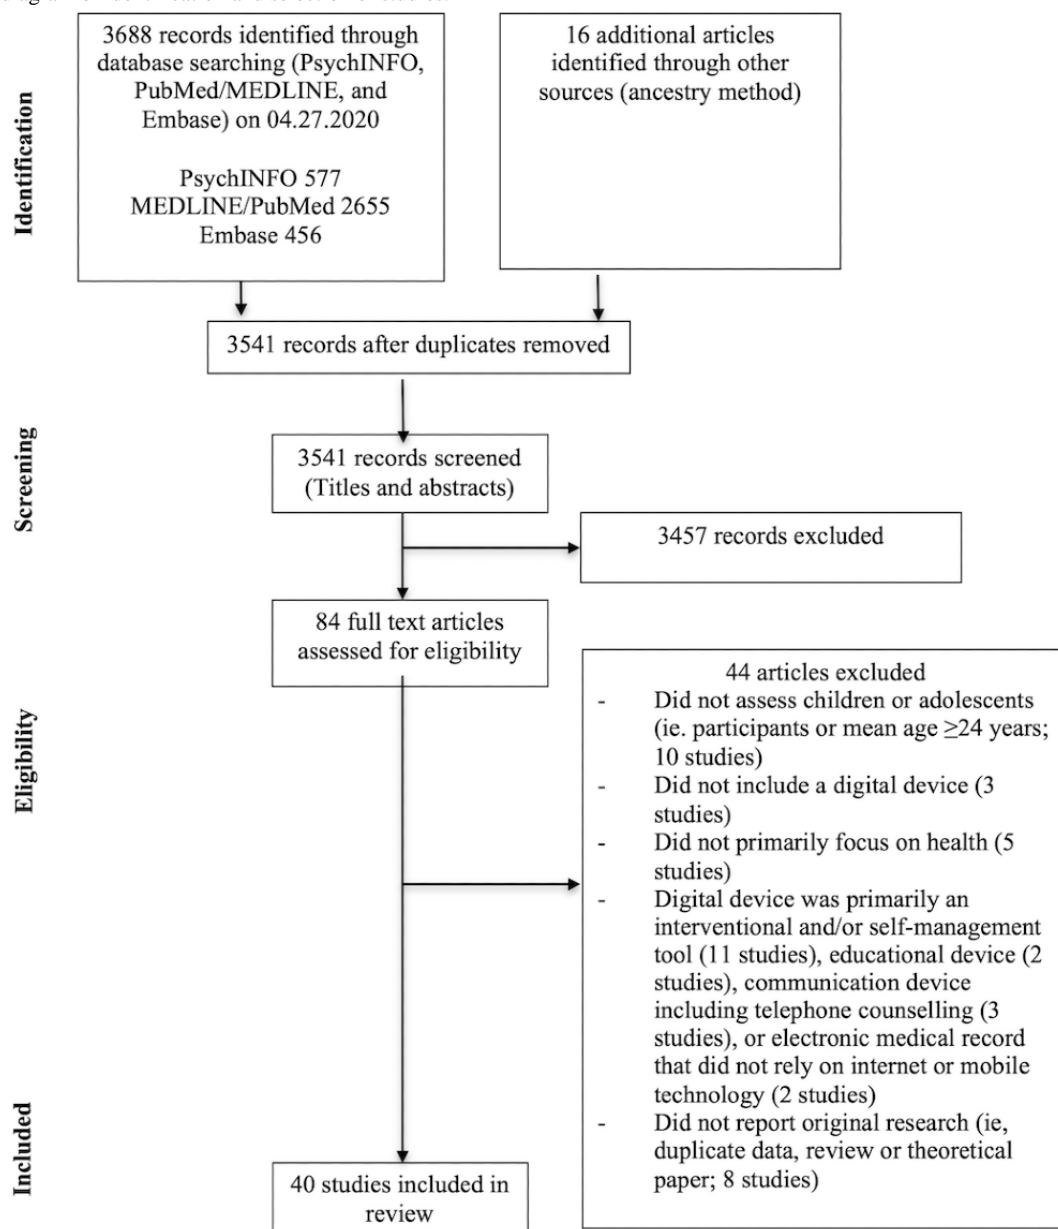 diagram of identification and selection of studies.
3688 records identified through
database searching (PsychINFO,
PubMed/MEDLINE, and
Embase) on 04.27.2020
PsychINFO 577
MEDLINE/PubMed 2655
Embase 456
16 additional articles
identified through other
sources (ancestry method)
Identification
3541 records after duplicates removed
Screening
3541 records screened
(Titles and abstracts)
3457 records excluded
Eligibility
84 full text articles
assessed for eligibility
44 articles excluded
- Did not assess children or adolescents
(ie. participants or mean age ≥24 years;
10 studies)
- Did not include a digital device (3
studies)
- Did not primarily focus on health (5
studies)
- Digital device was primarily an
interventional and/or self-management
tool (11 studies), educational device (2
studies), communication device
including telephone counselling (3
studies), or electronic medical record
that did not rely on internet or mobile
technology (2 studies)
- Did not report original research (ie,
duplicate data, review or theoretical
paper; 8 studies)
Included
40 studies included in
review